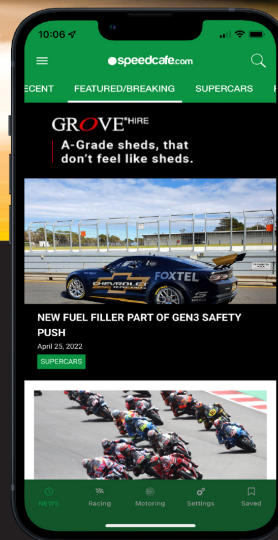 10:06
speedcafe.com
ECENT FEATURED/BREAKING SUPERCARS
GROVE HIRE
A-Grade sheds, that
don't feel like sheds.
FOXTEL
CHEVROLET
NEW FUEL FILLER PART OF GEN3 SAFETY
PUSH
April 25, 2022
SUPERCARS
NEWS Racing Motoring Settings Saved